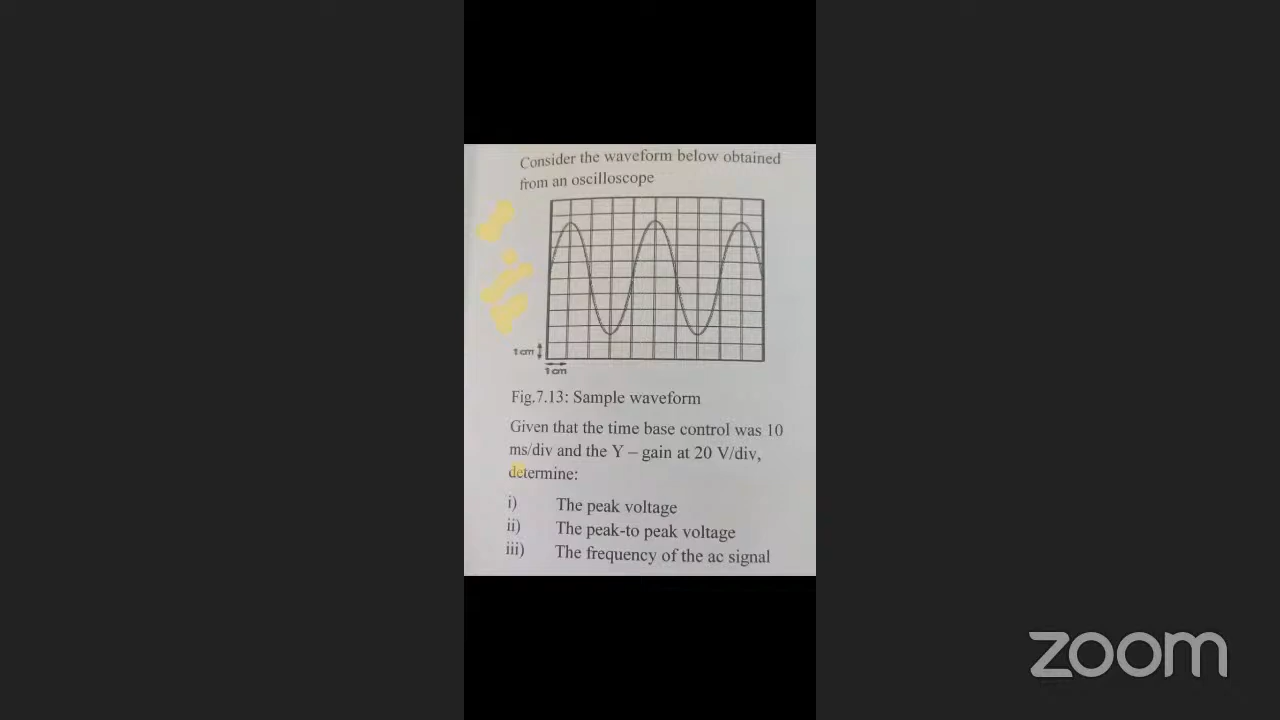 Consider the waveform below obtained
from an oscilloscope
1 cm
1 cm
Fig.7.13: Sample waveform
Given that the time base control was 10
ms/div and the Y – gain at 20 V/div,
determine:
i) The peak voltage
ii) The peak-to peak voltage
iii) The frequency of the ac signal
zoom